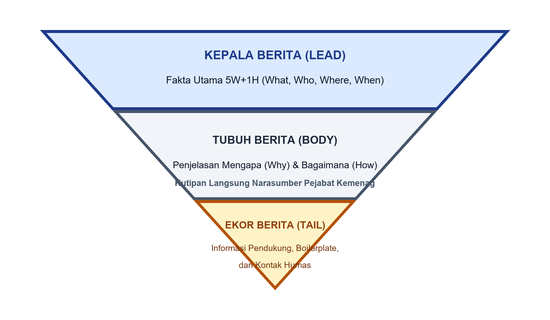 KEPALA BERITA (LEAD)
Fakta Utama 5W+1H (What, Who, Where, When)
TUBUH BERITA (BODY)
Penjelasan Mengapa (Why) & Bagaimana (How)
Kutipan Langsung Narasumber Pejabat Kemenag
EKOR BERITA (TAIL)
Informasi Pendukung, Boilerplate,
dan Kontak Humas